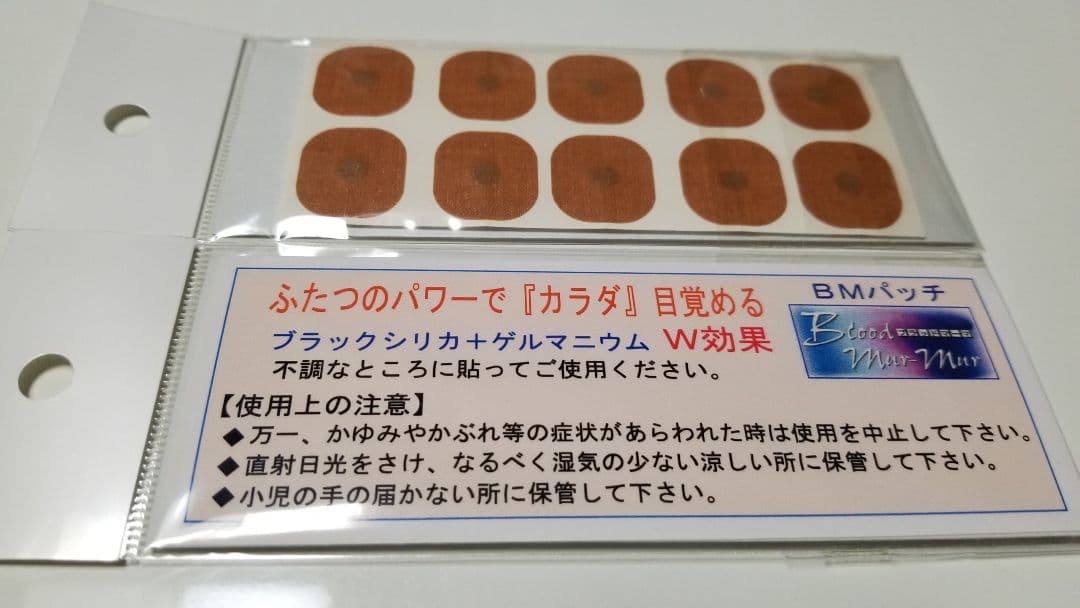 ふたつのパワーで『カラダ』目覚める
BMパッチ
ブラックシリカ＋ゲルマニウム W効果
Blood
Mur-Mur
不調なところに貼ってご使用ください。
【使用上の注意】
◆万一、かゆみやかぶれ等の症状があらわれた時は使用を中止して下さい。
◆直射日光をさけ、なるべく湿気の少ない涼しい所に保管して下さい。
◆小児の手の届かない所に保管して下さい。